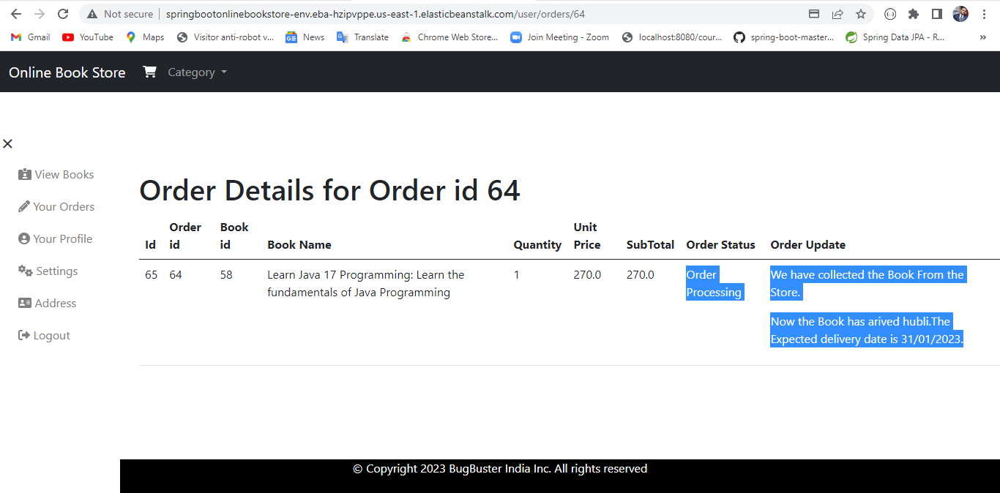 Not secure | springbootonlinebookstore-env.eba-hzipvppe.us-east-1.elasticbeanstalk.com/user/orders/64
Gmail YouTube Maps Visitor anti-robot v... News Translate Chrome Web Store... Join Meeting - Zoom localhost:8080/cour... spring-boot-master... Spring Data JPA - R... »
Online Book Store Category
View Books
Your Orders
Your Profile
Settings
Address
Logout
Order Details for Order id 64
Id Order id Book id Book Name Quantity Unit Price SubTotal Order Status Order Update
65 64 58 Learn Java 17 Programming: Learn the 1 270.0 270.0 Order We have collected the Book From the
fundamentals of Java Programming Processing Store.
Now the Book has arived hubli.The
Expected delivery date is 31/01/2023.
© Copyright 2023 BugBuster India Inc. All rights reserved